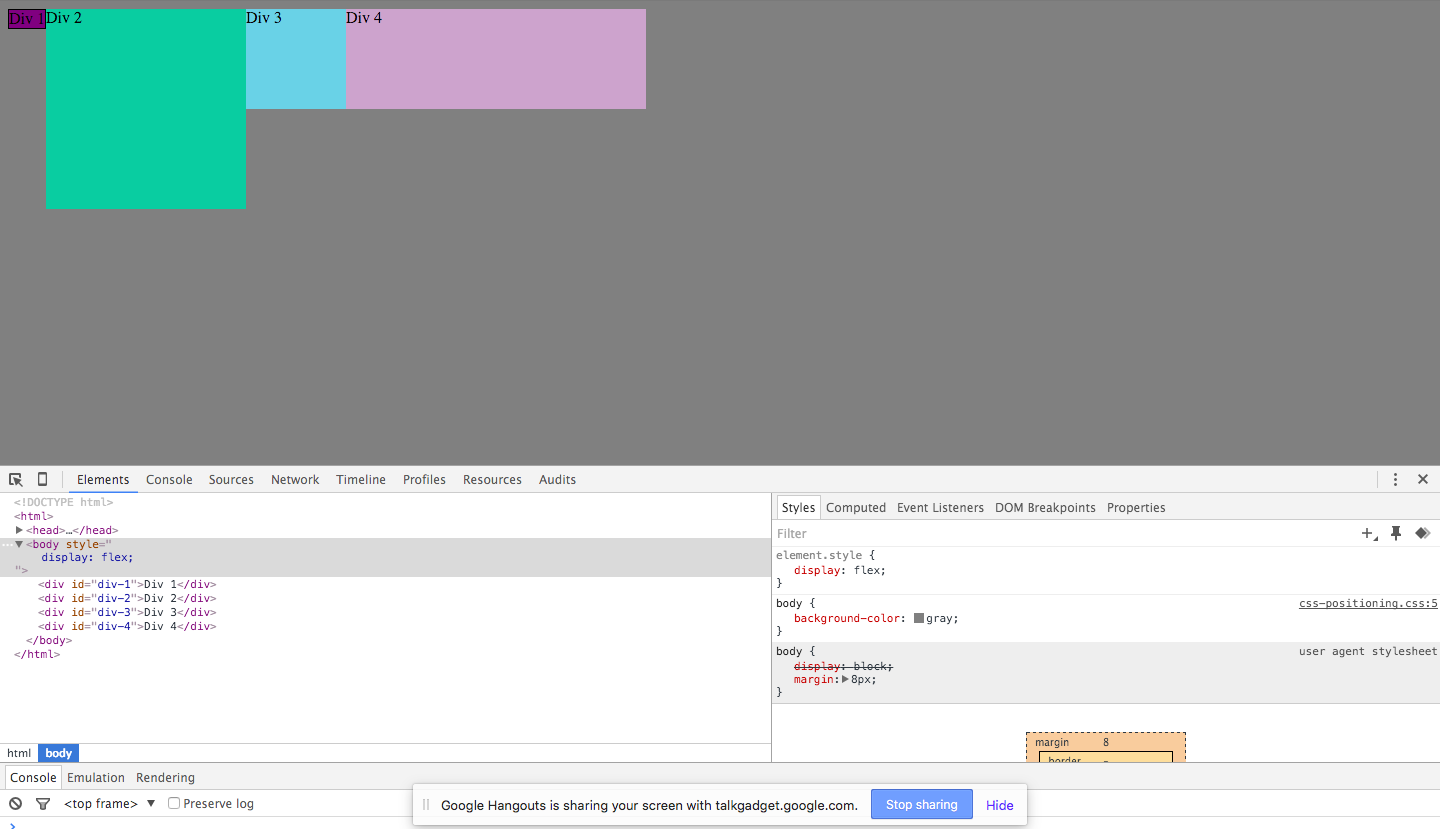 Div 1 Div 2 Div 3 Div 4
Elements Console Sources Network Timeline Profiles Resources Audits
<!DOCTYPE html>
<html>
<head>…</head>
<body style="
display: flex;
">
<div id="div-1">Div 1</div>
<div id="div-2">Div 2</div>
<div id="div-3">Div 3</div>
<div id="div-4">Div 4</div>
</body>
</html>
html body
Styles Computed Event Listeners DOM Breakpoints Properties
Filter
element.style {
display: flex;
}
body { css-positioning.css:5
background-color: gray;
}
body { user agent stylesheet
display: block;
margin: 8px;
}
margin 8
border -
Console Emulation Rendering
<top frame> Preserve log
Google Hangouts is sharing your screen with talkgadget.google.com. Stop sharing Hide